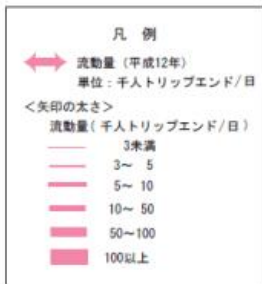 凡 例
流動量（平成12年）
単位：千人トリップエンド/日
＜矢印の太さ＞
流動量（千人トリップエンド/日）
3未満
3～ 5
5～ 10
10～ 50
50～100
100以上